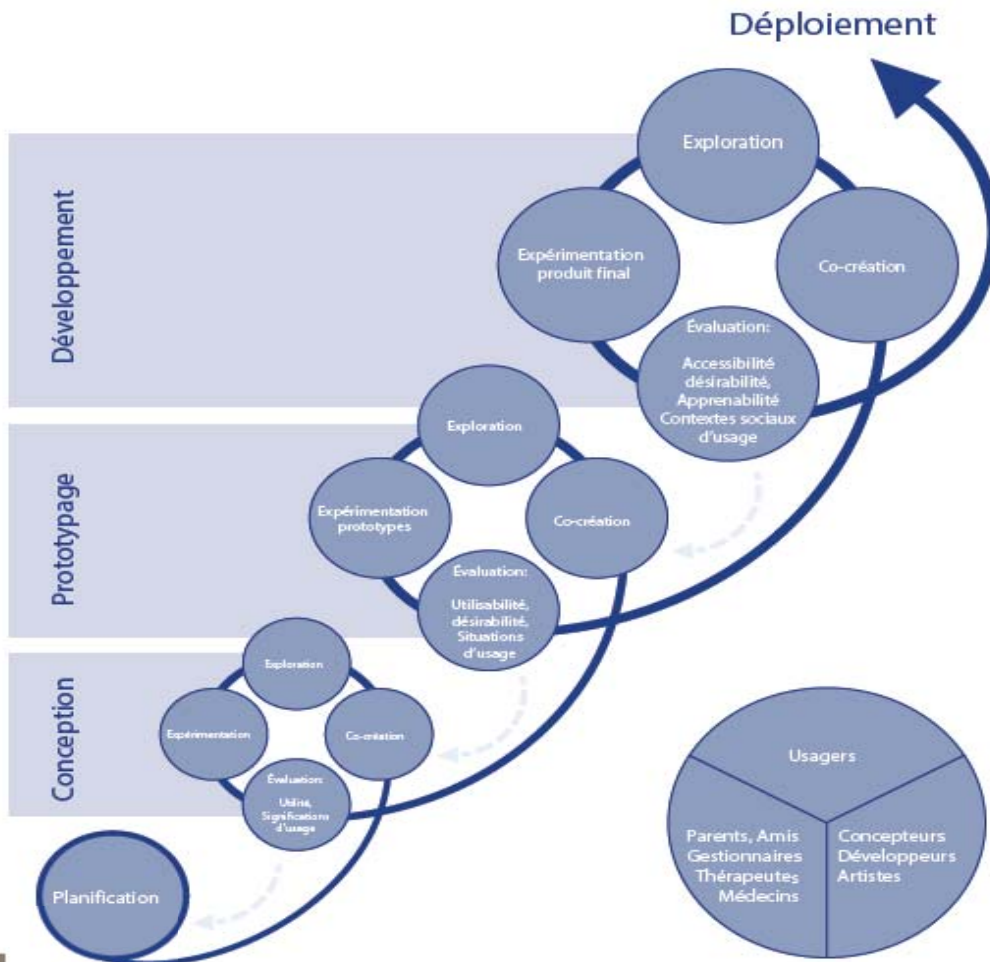 Déploiement
Développement
Exploration
Expérimentation
produit final
Co-création
Évaluation:
Accessibilité
désirabilité,
Apprenabilité
Contextes sociaux
d'usage
Prototypage
Exploration
Expérimentation
prototypes
Co-création
Évaluation:
Utilisabilité,
désirabilité,
Situations
d'usage
Conception
Exploration
Expérimentation
Co-création
Évaluation:
Utilité,
Significations
d'usage
Planification
Usagers
Parents, Amis
Gestionnaires
Thérapeutes
Médecins
Concepteurs
Développeurs
Artistes